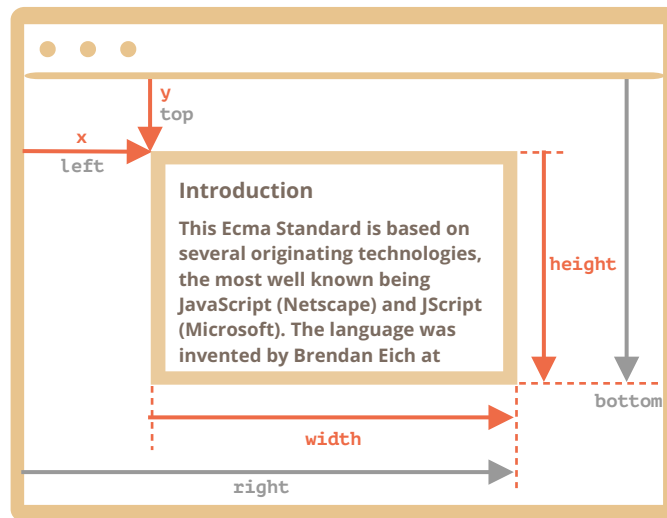 y
top
x
left
Introduction
This Ecma Standard is based on
several originating technologies,
the most well known being
JavaScript (Netscape) and JScript
(Microsoft). The language was
invented by Brendan Eich at
height
bottom
width
right